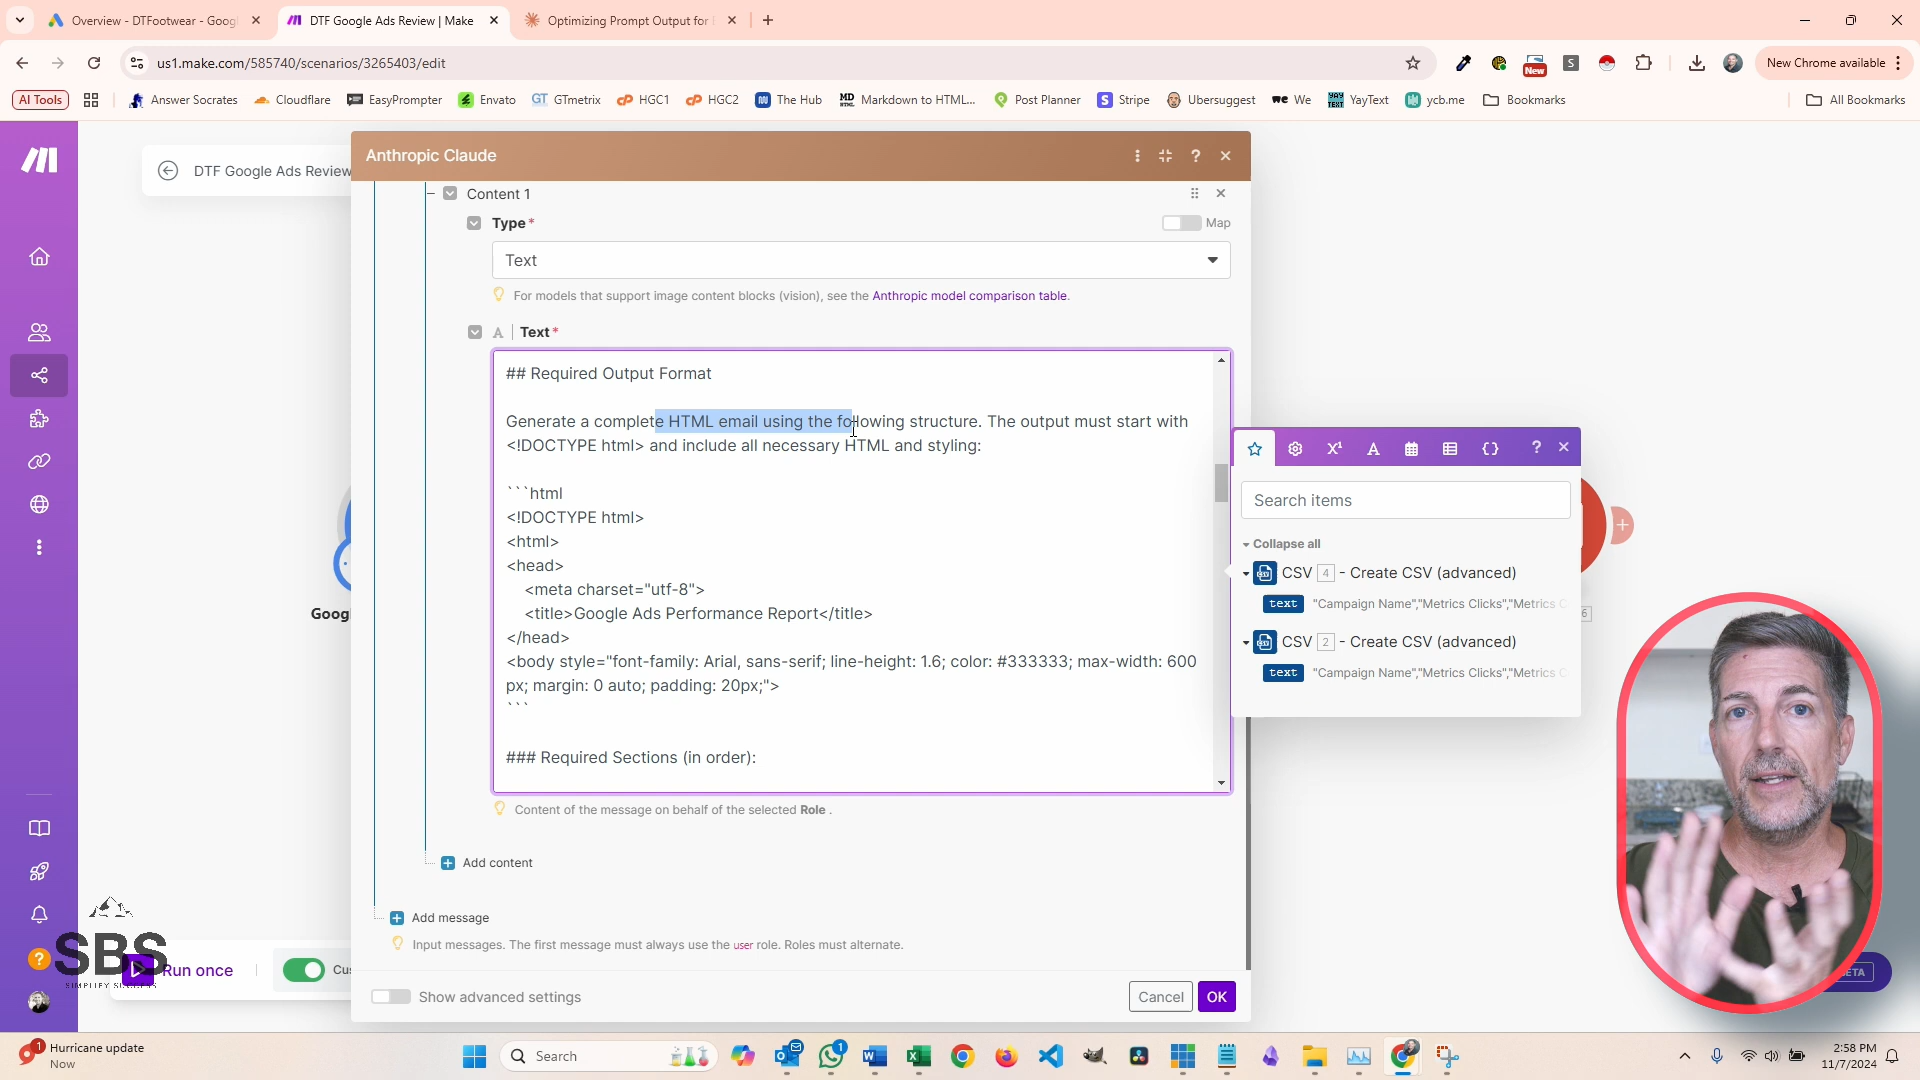 Overview - DTFootwear - Goog
DTF Google Ads Review | Make
Optimizing Prompt Output for
us1.make.com/585740/scenarios/3265403/edit
New
New Chrome available
AI Tools
Answer Socrates
Cloudflare
EasyPrompter
Envato
GTmetrix
HGC1
HGC2
The Hub
Markdown to HTML...
Post Planner
Stripe
Ubersuggest
We
YayText
ycb.me
Bookmarks
All Bookmarks
DTF Google Ads Review
Anthropic Claude
Content 1
Type*
Map
Text
For models that support image content blocks (vision), see the Anthropic model comparison table.
A Text*
## Required Output Format
Generate a complete HTML email using the following structure. The output must start with
<!DOCTYPE html> and include all necessary HTML and styling:
```html
<!DOCTYPE html>
<html>
<head>
<meta charset="utf-8">
<title>Google Ads Performance Report</title>
</head>
<body style="font-family: Arial, sans-serif; line-height: 1.6; color: #333333; max-width: 600
px; margin: 0 auto; padding: 20px;">
```
### Required Sections (in order):
Content of the message on behalf of the selected Role .
Search items
Collapse all
CSV 4 - Create CSV (advanced)
text "Campaign Name","Metrics Clicks","Metrics C
CSV 2 - Create CSV (advanced)
text "Campaign Name","Metrics Clicks","Metrics C
Goog
6
Add content
Add message
Input messages. The first message must always use the user role. Roles must alternate.
SBS
SIMPLIFY SUCCESS
Run once
Show advanced settings
Cancel
OK
ETA
Hurricane update
Now
Search
2:58 PM
11/7/2024